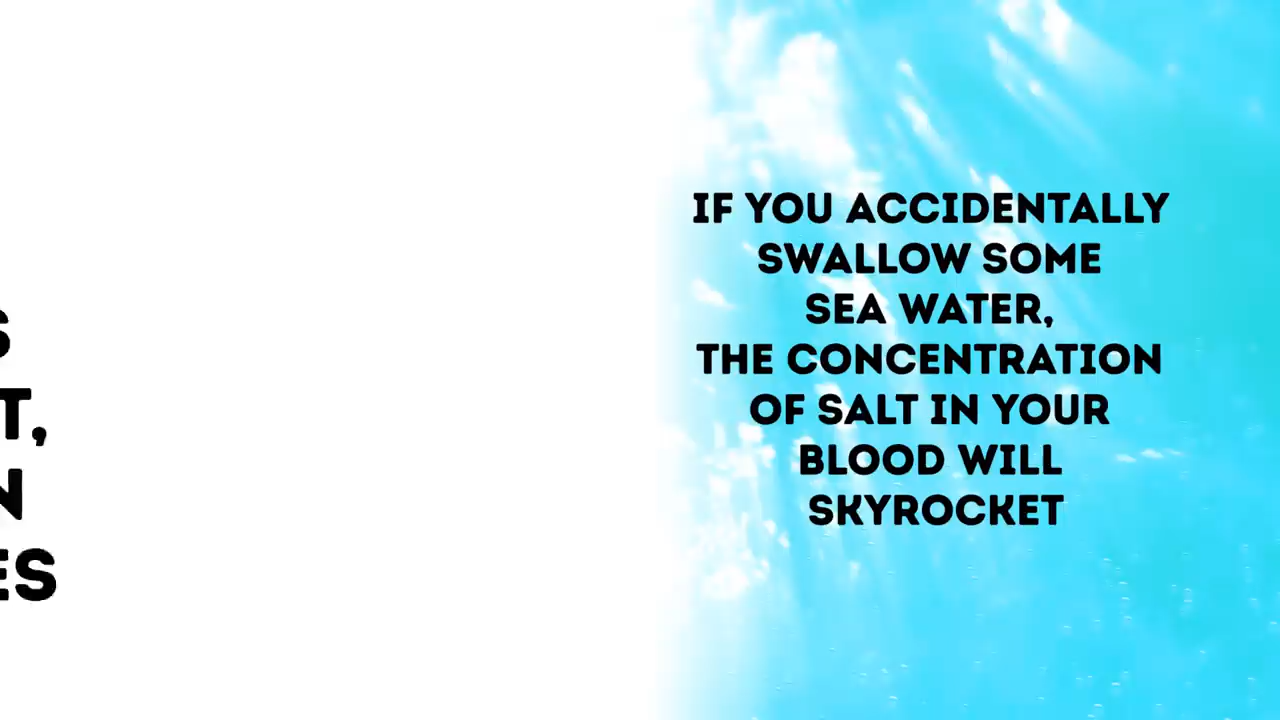 IF YOU ACCIDENTALLY
SWALLOW SOME
SEA WATER,
THE CONCENTRATION
OF SALT IN YOUR
BLOOD WILL
SKYROCKET